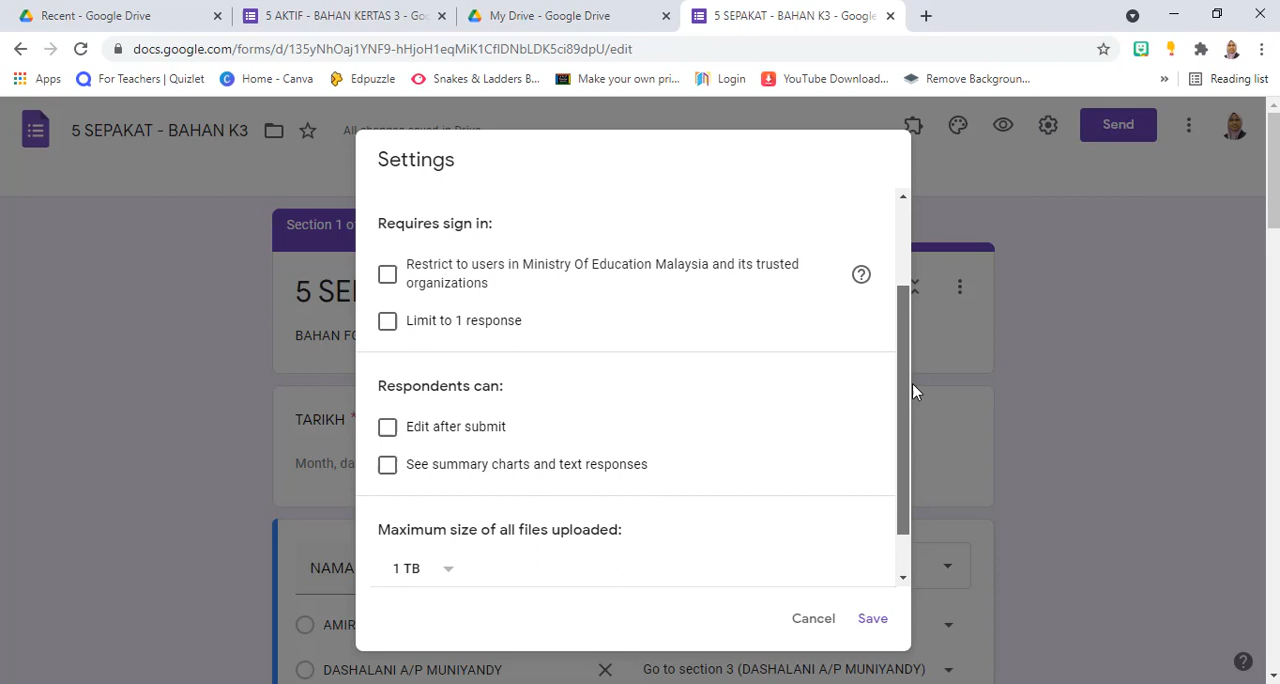 Recent - Google Drive
5 AKTIF - BAHAN KERTAS 3 - Go
My Drive - Google Drive
5 SEPAKAT - BAHAN K3 - Google
docs.google.com/forms/d/135yNhOaj1YNF9-hHjoH1eqMiK1CfIDNbLDK5ci89dpU/edit
Apps
For Teachers | Quizlet
Home - Canva
Edpuzzle
Snakes & Ladders B...
Make your own pri...
Login
YouTube Download...
Remove Backgroun...
Reading list
5 SEPAKAT - BAHAN K3
All changes saved in Drive
Send
Settings
Section 1 o
Requires sign in:
Restrict to users in Ministry Of Education Malaysia and its trusted
organizations
5 SE
BAHAN FO
Limit to 1 response
Respondents can:
TARIKH *
Edit after submit
Month, da
See summary charts and text responses
Maximum size of all files uploaded:
NAMA
1 TB
Cancel
Save
AMIR
DASHALANI A/P MUNIYANDY
Go to section 3 (DASHALANI A/P MUNIYANDY)